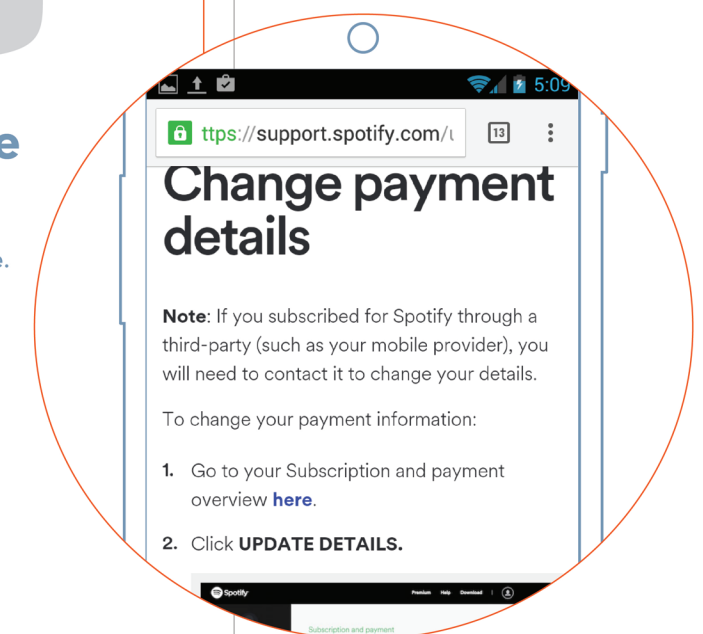 5:09
ttps://support.spotify.com/u
13
Change payment
details
e
e.
Note: If you subscribed for Spotify through a
third-party (such as your mobile provider), you
will need to contact it to change your details.
To change your payment information:
1. Go to your Subscription and payment
overview here.
2. Click UPDATE DETAILS.
Spotify Premium Help Download |
Subscription and payment